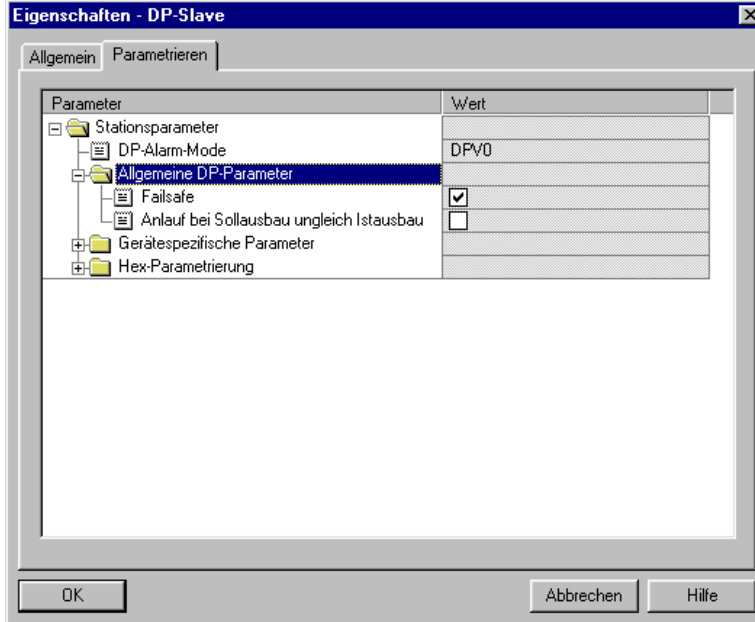 Eigenschaften - DP-Slave
Allgemein Parametrieren
Parameter Wert
Stationsparameter
DP-Alarm-Mode DPV0
Allgemeine DP-Parameter
Failsafe
Anlauf bei Sollausbau ungleich Istausbau
Gerätespezifische Parameter
Hex-Parametrierung
OK Abbrechen Hilfe